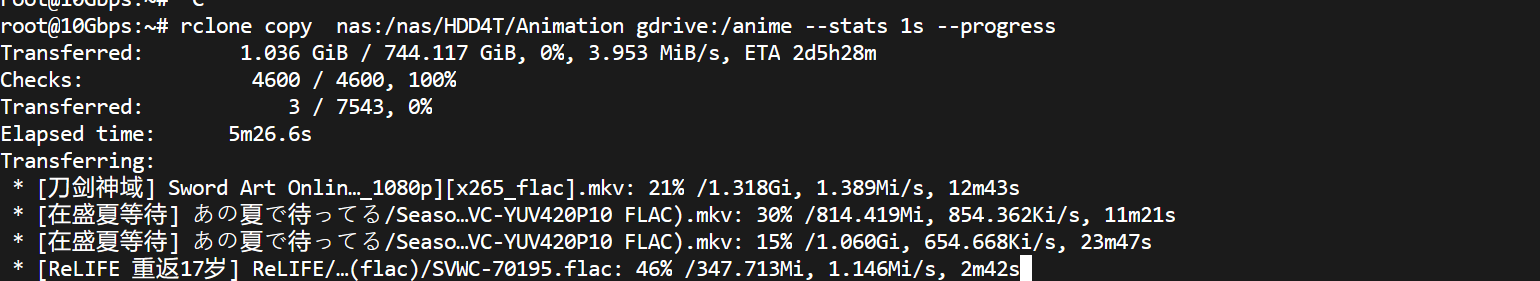 root@10Gbps:~# ^C
root@10Gbps:~# rclone copy  nas:/nas/HDD4T/Animation gdrive:/anime --stats 1s --progress
Transferred:        1.036 GiB / 744.117 GiB, 0%, 3.953 MiB/s, ETA 2d5h28m
Checks:              4600 / 4600, 100%
Transferred:            3 / 7543, 0%
Elapsed time:      5m26.6s
Transferring:
 * [刀剑神域] Sword Art Onlin…_1080p][x265_flac].mkv: 21% /1.318Gi, 1.389Mi/s, 12m43s
 * [在盛夏等待] あの夏で待ってる/Seaso…VC-YUV420P10 FLAC).mkv: 30% /814.419Mi, 854.362Ki/s, 11m21s
 * [在盛夏等待] あの夏で待ってる/Seaso…VC-YUV420P10 FLAC).mkv: 15% /1.060Gi, 654.668Ki/s, 23m47s
 * [ReLIFE 重返17岁] ReLIFE/…(flac)/SVWC-70195.flac: 46% /347.713Mi, 1.146Mi/s, 2m42s